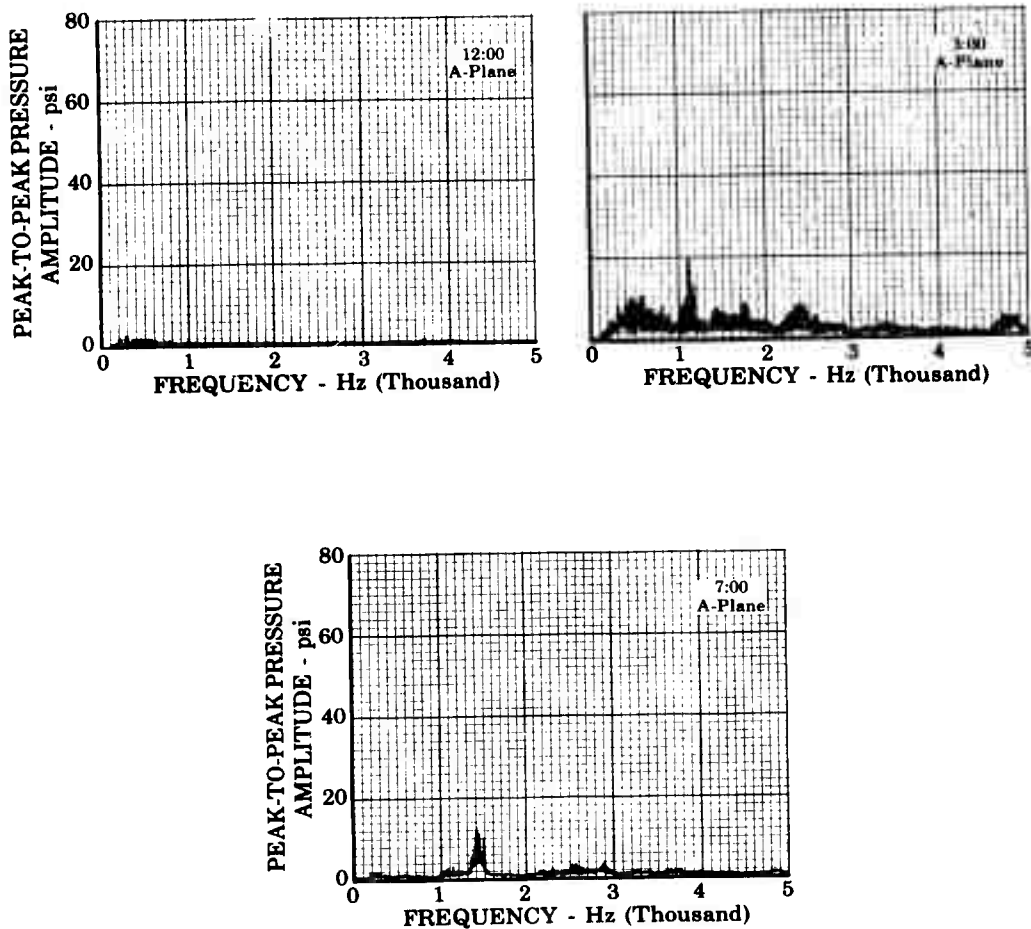 PEAK-TO-PEAK PRESSURE
AMPLITUDE - psi
80
60
40
20
0
12:00
A-Plane
0 1 2 3 4 5
FREQUENCY - Hz (Thousand)
A-Plane
0 1 2 3 4 5
FREQUENCY - Hz (Thousand)
PEAK-TO-PEAK PRESSURE
AMPLITUDE - psi
80
60
40
20
0
7:00
A-Plane
0 1 2 3 4 5
FREQUENCY - Hz (Thousand)